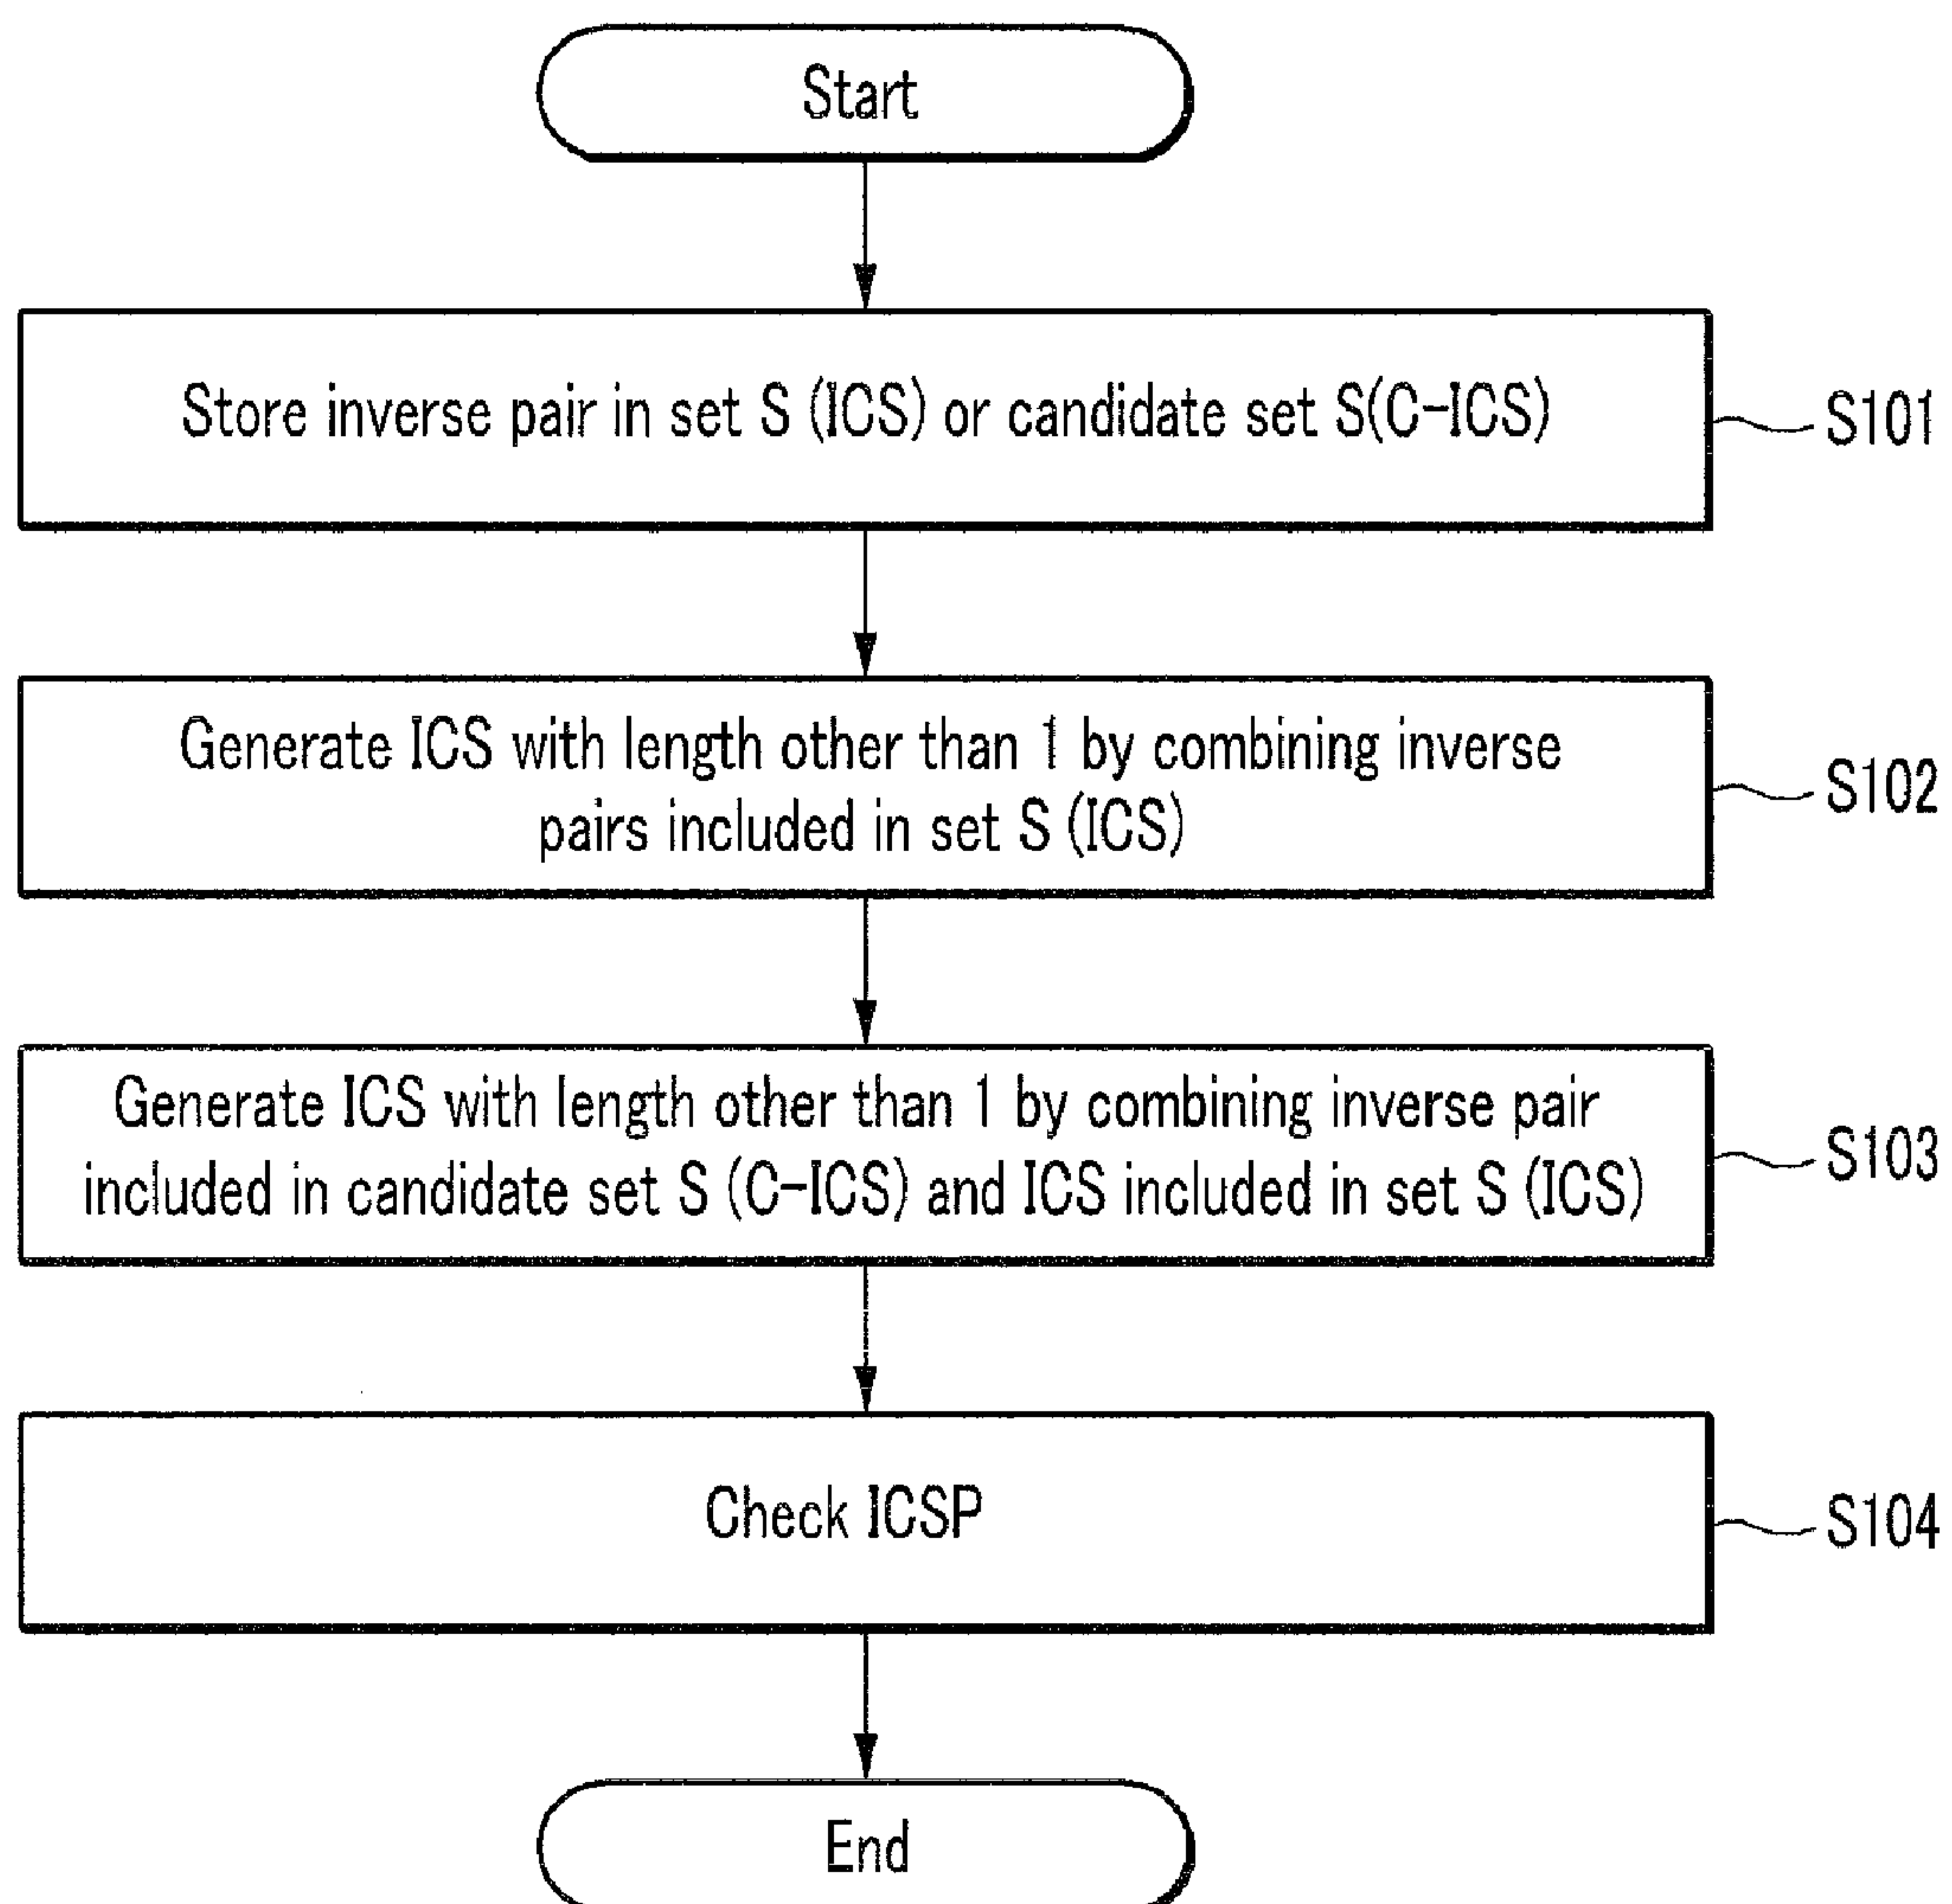 Start
Store inverse pair in set S (ICS) or candidate set S(C-ICS)
S101
Generate ICS with length other than 1 by combining inverse
pairs included in set S (ICS)
S102
Generate ICS with length other than 1 by combining inverse pair
included in candidate set S (C-ICS) and ICS included in set S (ICS)
S103
Check ICSP
S104
End